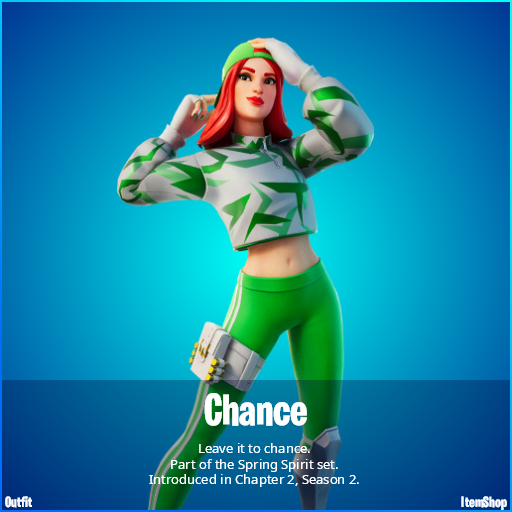 Chance
Leave it to chance.
Part of the Spring Spirit set.
Introduced in Chapter 2, Season 2.
Outfit
ItemShop